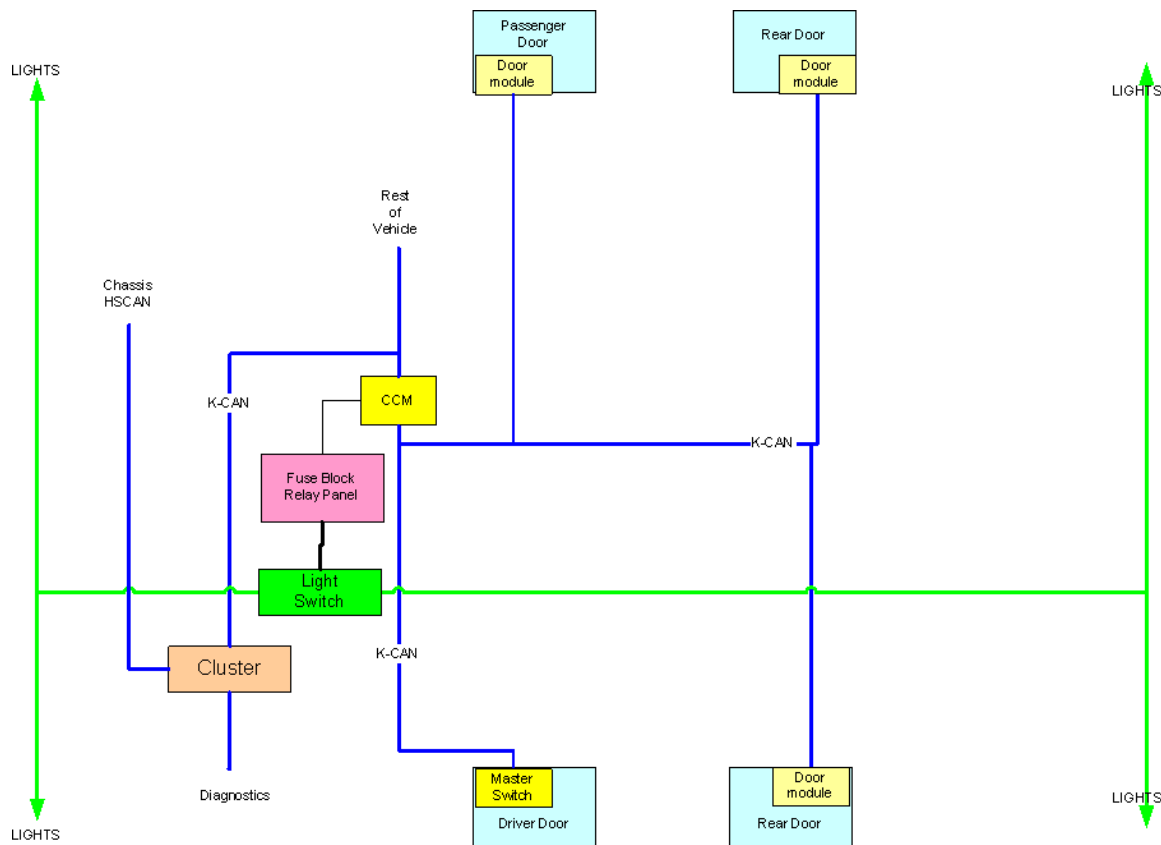 Passenger
Door
Door
module
Rear Door
Door
module
LIGHTS
LIGHTS
Rest
of
Vehicle
Chassis
HSCAN
K-CAN
CCM
K-CAN
Fuse Block
Relay Panel
Light
Switch
K-CAN
Cluster
Diagnostics
Master
Switch
Driver Door
Door
module
Rear Door
LIGHTS
LIGHTS